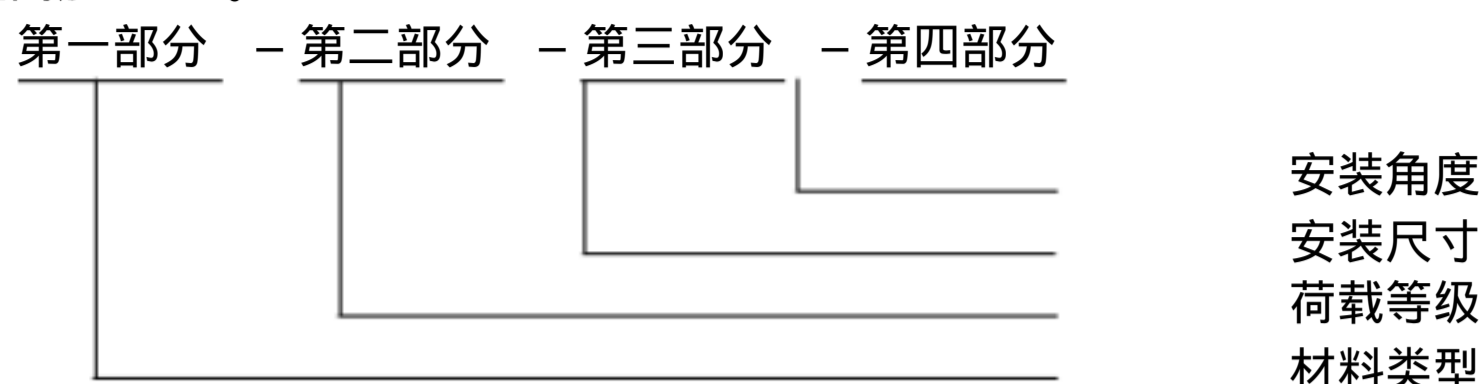 第一部分 – 第二部分 – 第三部分 – 第四部分
安装角度
安装尺寸
荷载等级
材料类型